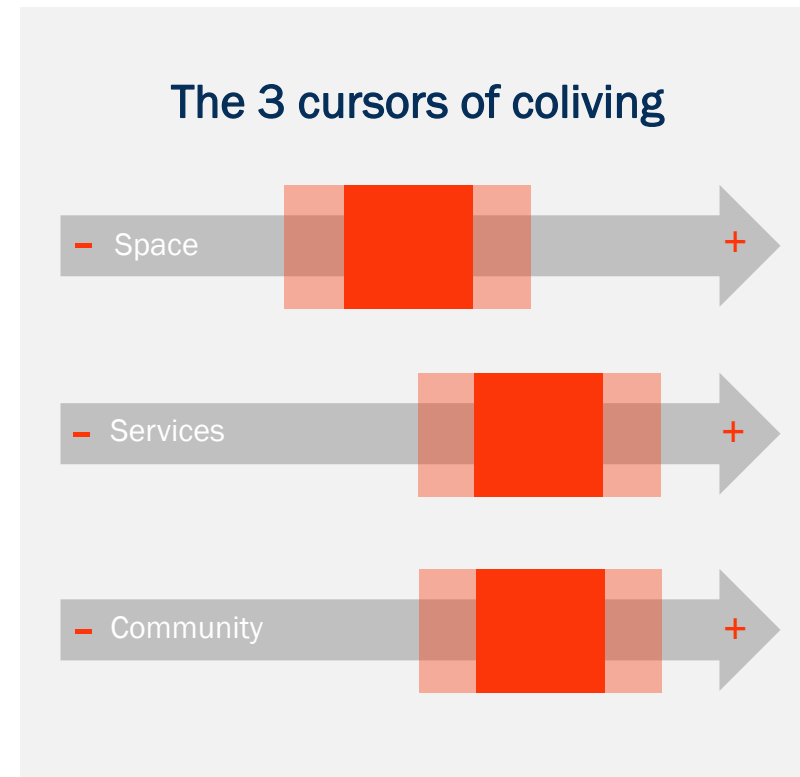 The 3 cursors of coliving
- Space +
- Services +
- Community +